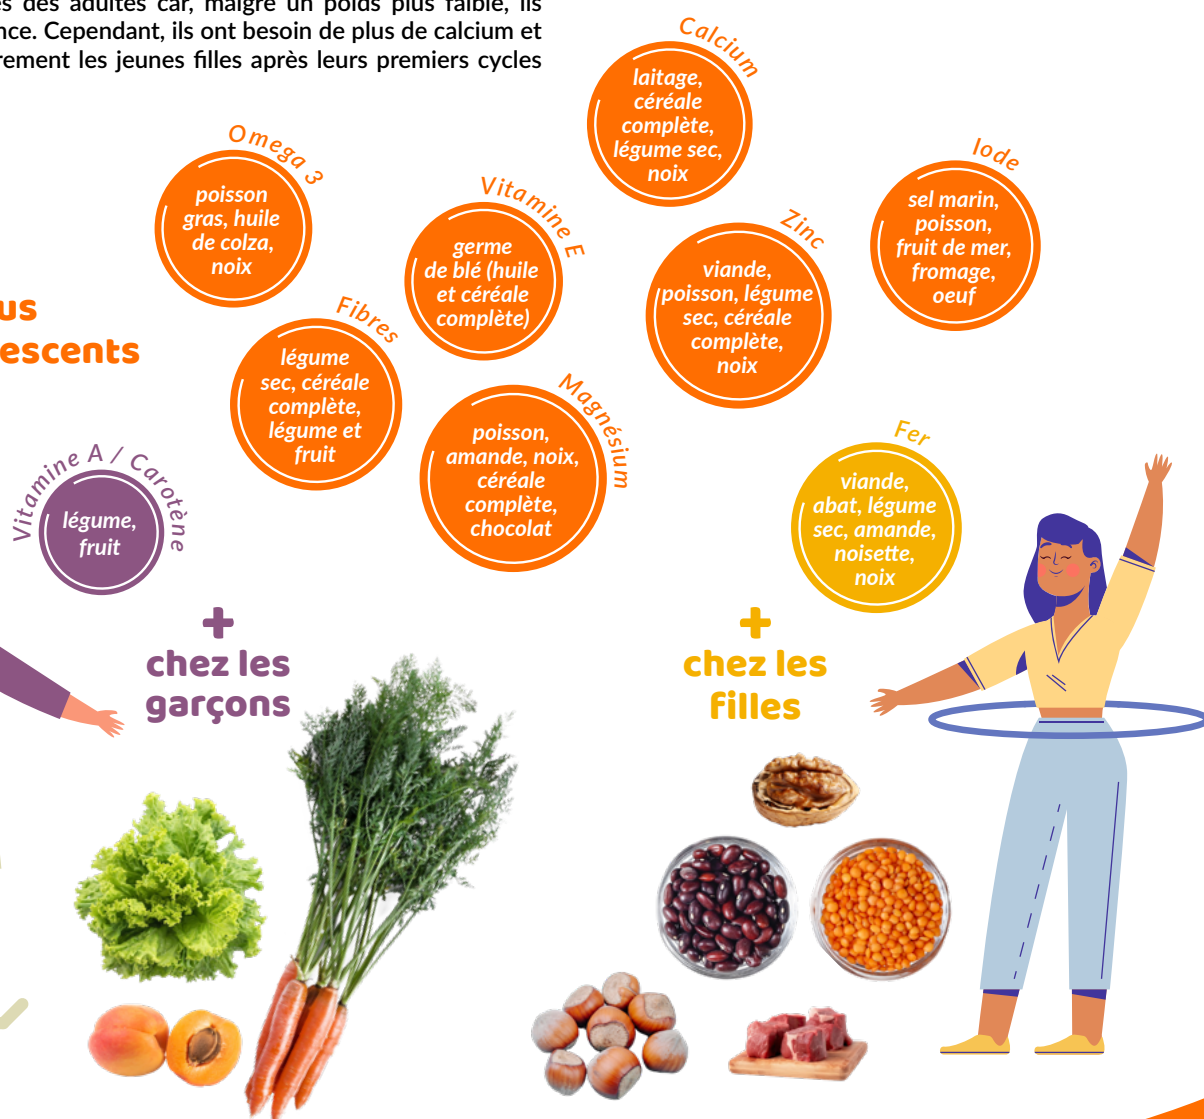 des adultes car, malgré un poids plus faible, ils
Cependant, ils ont besoin de plus de calcium et
les jeunes filles après leurs premiers cycles
Calcium
laitage,
céréale
complète,
légume sec,
noix
Omega 3
poisson
gras, huile
de colza,
noix
Vitamine E
germe
de blé (huile
et céréale
complète)
Zinc
viande,
poisson, légume
sec, céréale
complète,
noix
Iode
sel marin,
poisson,
fruit de mer,
fromage,
oeuf
Fibres
légume
sec, céréale
complète,
légume et
fruit
Magnésium
poisson,
amande, noix,
céréale
complète,
chocolat
Vitamine A / Carotène
légume,
fruit
+
chez les
garçons
Fer
viande,
abat, légume
sec, amande,
noisette,
noix
+
chez les
filles